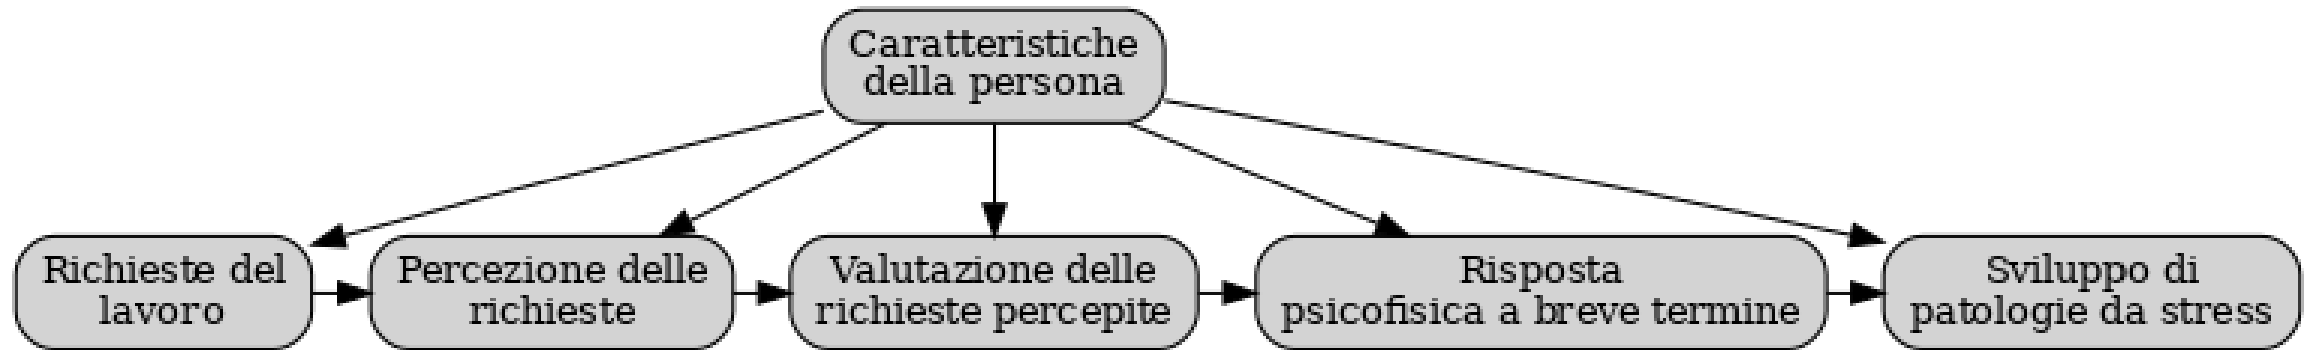 Caratteristiche
della persona
Richieste del
lavoro
Percezione delle
richieste
Valutazione delle
richieste percepite
Risposta
psicofisica a breve termine
Sviluppo di
patologie da stress